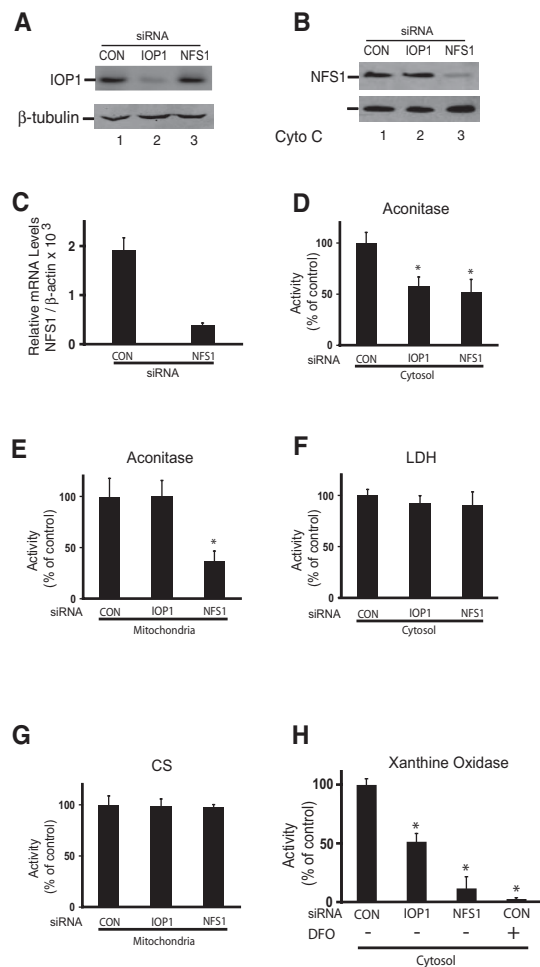 A
siRNA
CON IOP1 NFS1
IOP1
β-tubulin
1 2 3
B
siRNA
CON IOP1 NFS1
NFS1
Cyto C
1 2 3
C
Relative mRNA Levels
NFS1 / β-actin x 10 3
2
1
0
CON NFS1
siRNA
D
Aconitase
Activity
(% of control)
100
50
0
* *
siRNA CON IOP1 NFS1
Cytosol
E
Aconitase
Activity
(% of control)
100
50
0
*
siRNA CON IOP1 NFS1
Mitochondria
F
LDH
Activity
(% of control)
100
50
0
siRNA CON IOP1 NFS1
Cytosol
G
CS
Activity
(% of control)
100
50
0
siRNA CON IOP1 NFS1
Mitochondria
H
Xanthine Oxidase
Activity
(% of control)
100
50
0
* * *
siRNA CON IOP1 NFS1 CON
DFO - - - +
Cytosol